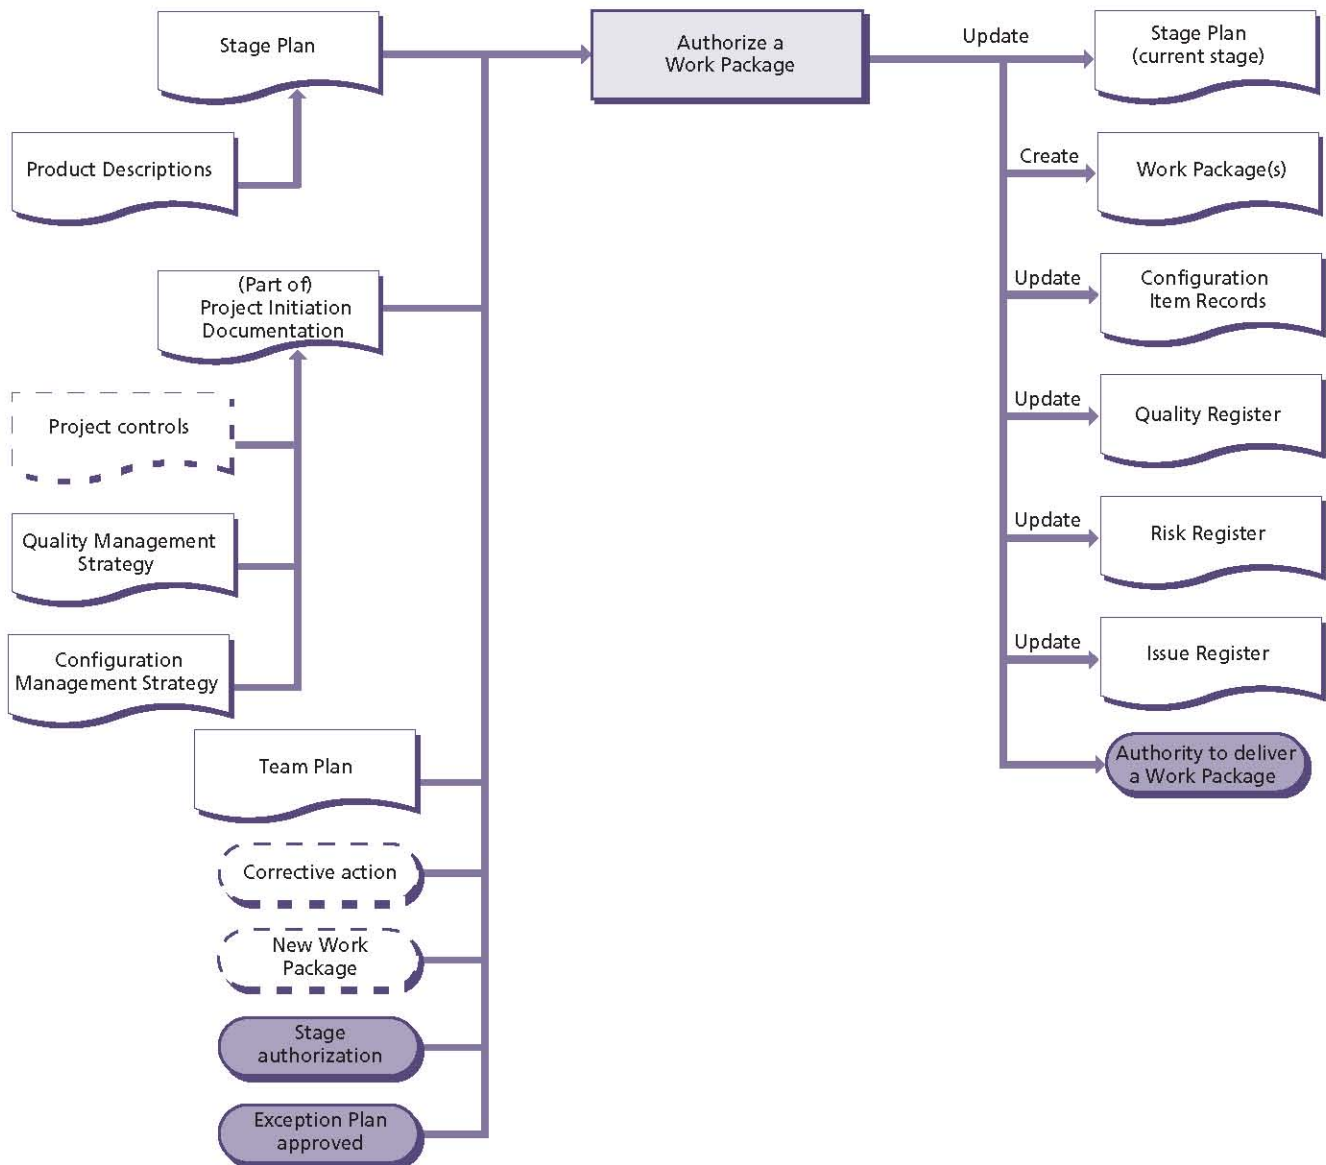 Stage Plan
Product Descriptions
(Part of)
Project Initiation
Documentation
Project controls
Quality Management
Strategy
Configuration
Management Strategy
Team Plan
Corrective action
New Work
Package
Stage
authorization
Exception Plan
approved
Authorize a
Work Package
Update
Stage Plan
(current stage)
Create
Work Package(s)
Update
Configuration
Item Records
Update
Quality Register
Update
Risk Register
Update
Issue Register
Authority to deliver
a Work Package